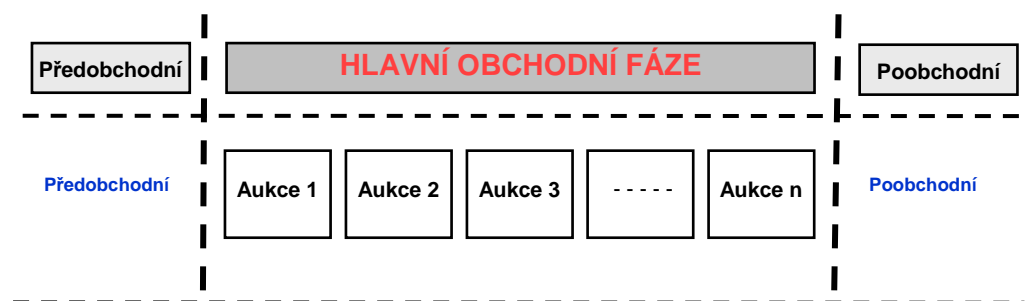 Předobchodní
HLAVNÍ OBCHODNÍ FÁZE
Poobchodní
Předobchodní
Aukce 1
Aukce 2
Aukce 3
- - - - -
Aukce n
Poobchodní